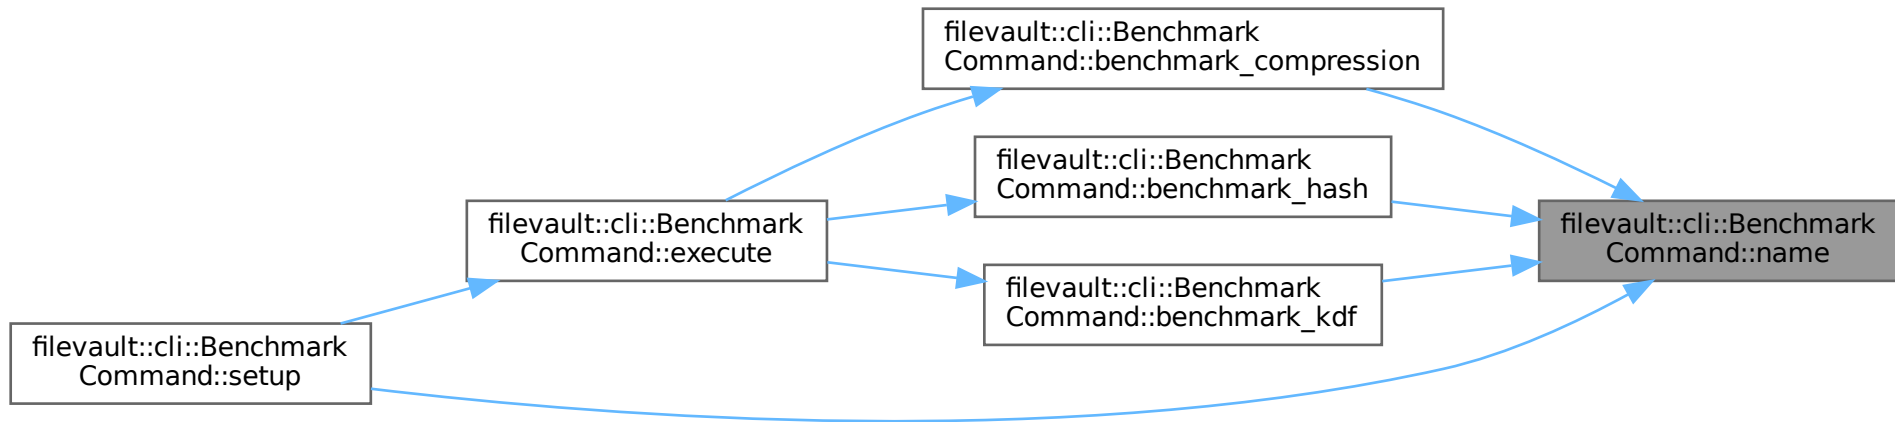 filevault::cli::Benchmark
Command::benchmark_compression
filevault::cli::Benchmark
Command::benchmark_hash
filevault::cli::Benchmark
Command::execute
filevault::cli::Benchmark
Command::name
filevault::cli::Benchmark
Command::benchmark_kdf
filevault::cli::Benchmark
Command::setup